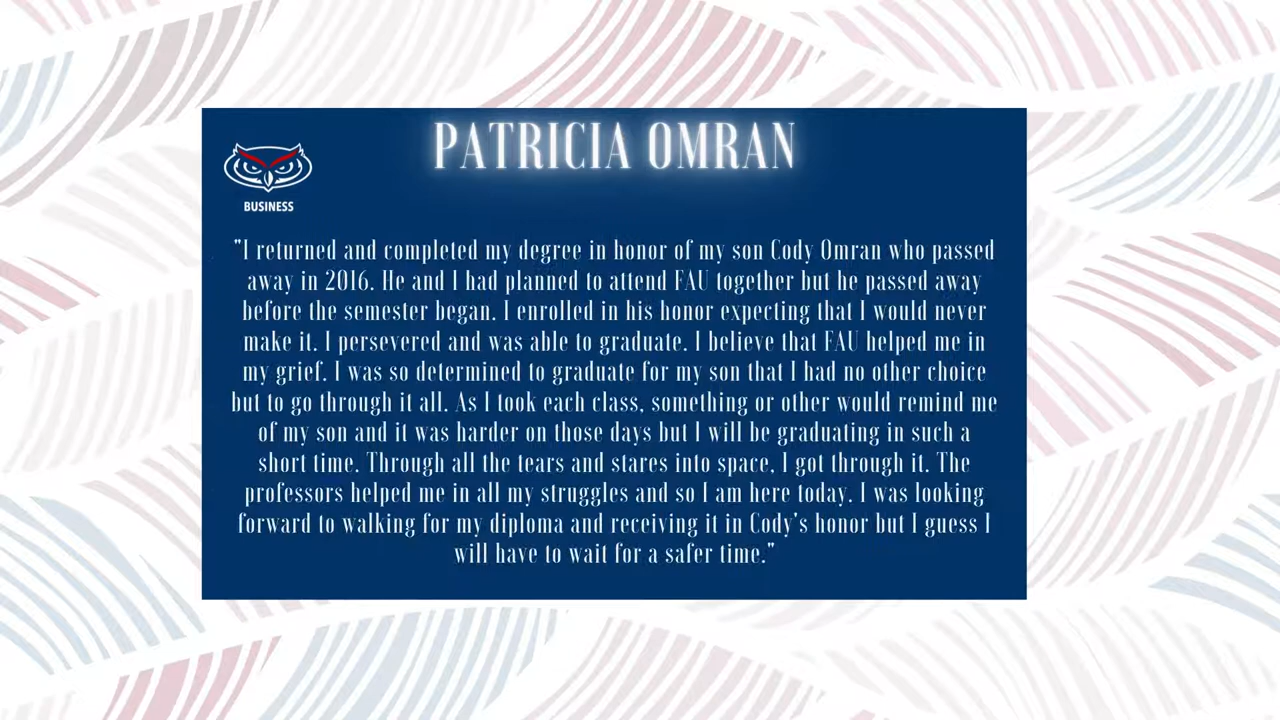 PATRICIA OMRAN
BUSINESS
"I returned and completed my degree in honor of my son Cody Omran who passed
away in 2016. He and I had planned to attend FAU together but he passed away
before the semester began. I enrolled in his honor expecting that I would never
make it. I persevered and was able to graduate. I believe that FAU helped me in
my grief. I was so determined to graduate for my son that I had no other choice
but to go through it all. As I took each class, something or other would remind me
of my son and it was harder on those days but I will be graduating in such a
short time. Through all the tears and stares into space, I got through it. The
professors helped me in all my struggles and so I am here today. I was looking
forward to walking for my diploma and receiving it in Cody's honor but I guess I
will have to wait for a safer time."